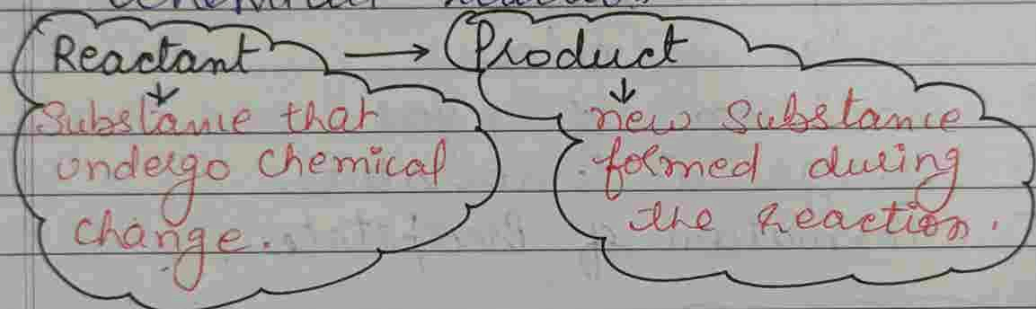 Reactant → Product
↓ ↓
Substance that
undergo chemical
change.
new substance
formed during
the reaction.